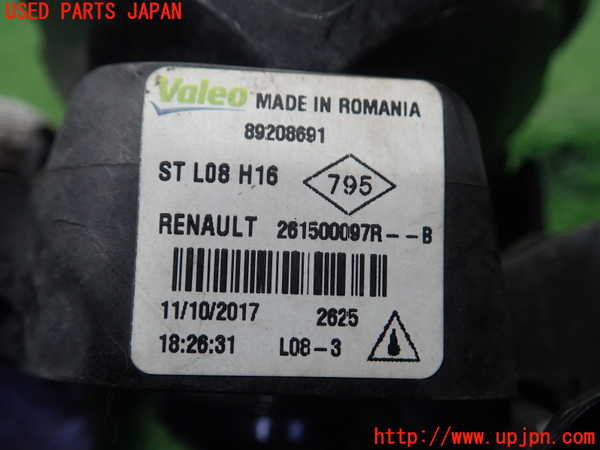 USED PARTS JAPAN
Valeo MADE IN ROMANIA
89208691
ST L08 H16 795
RENAULT 261500097R--B
11/10/2017 2625
18:26:31 L08-3
http://www.upjpn.com/